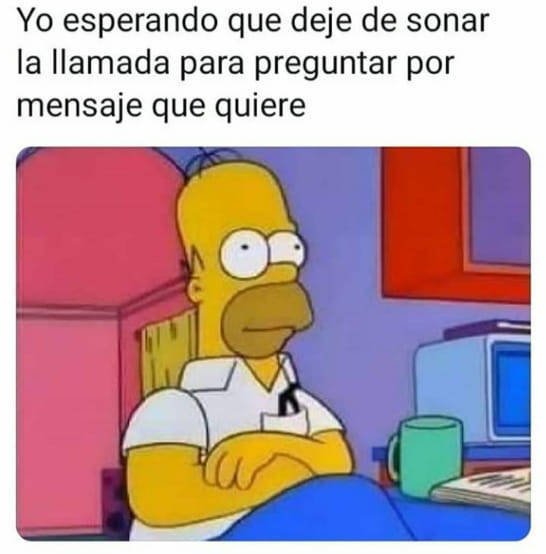 Yo esperando que deje de sonar
la llamada para preguntar por
mensaje que quiere